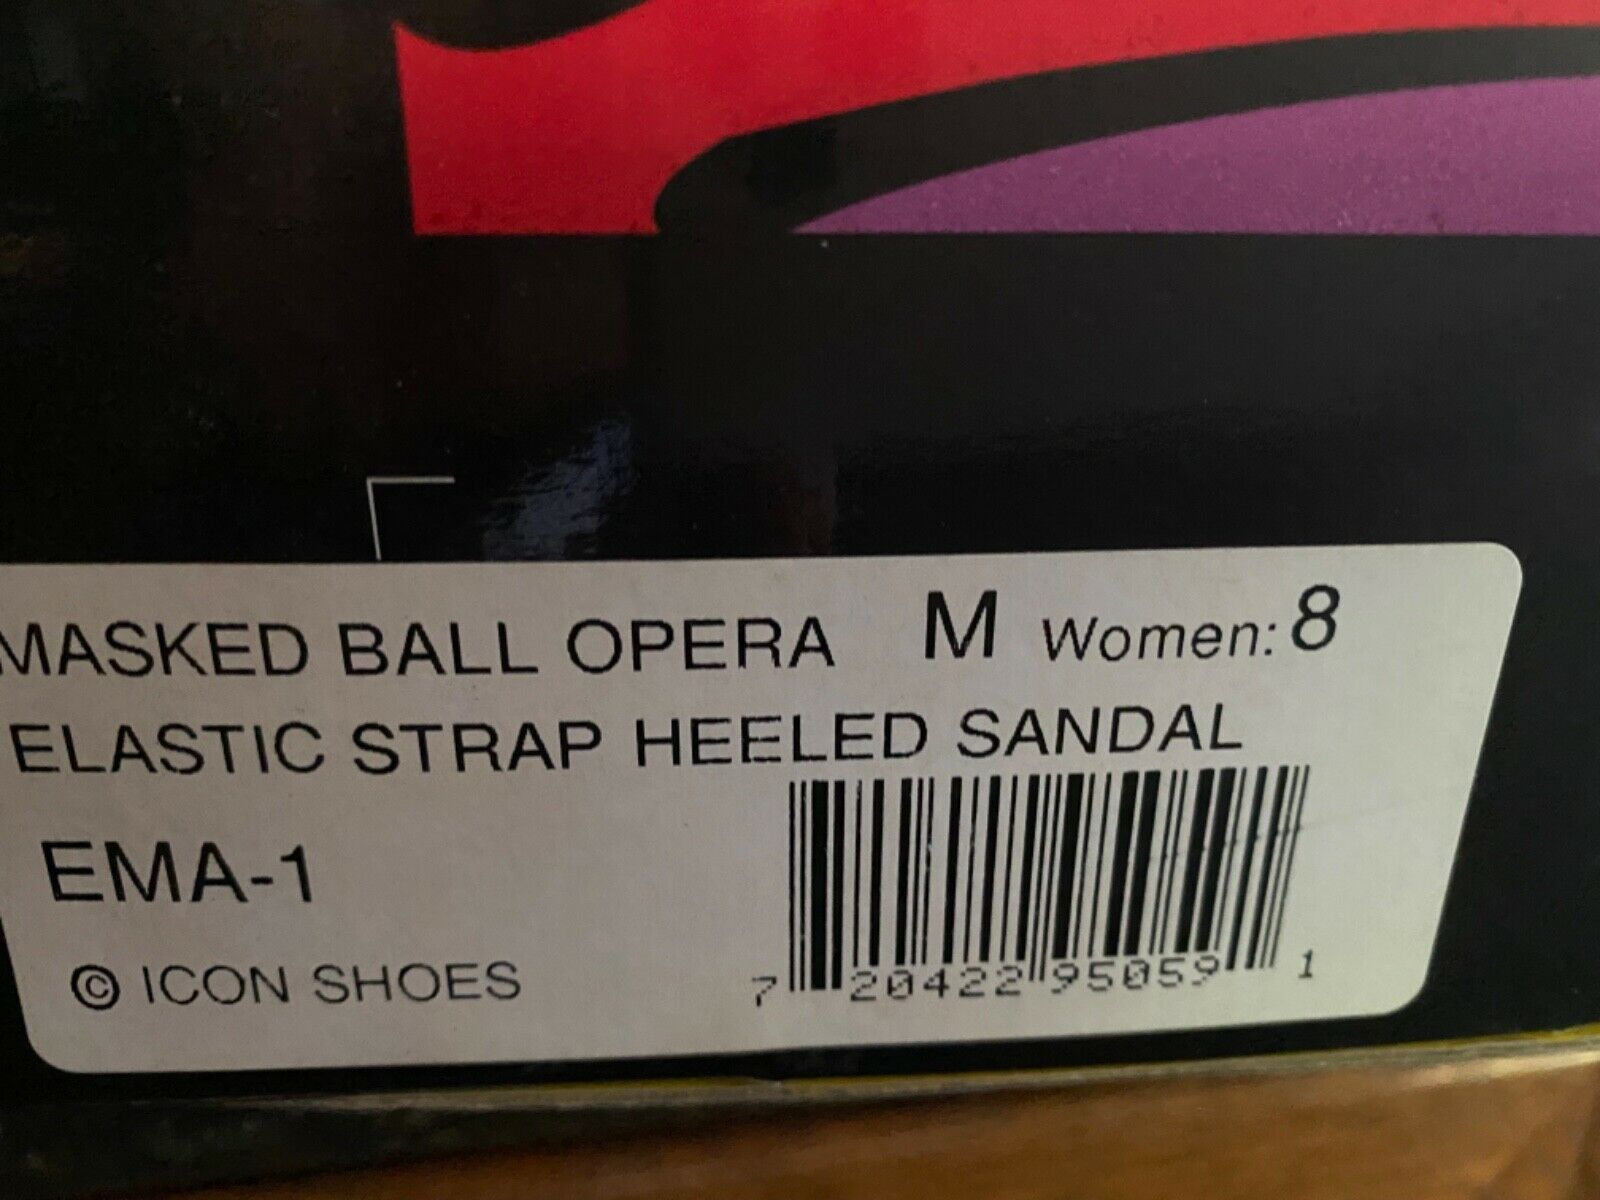 MASKED BALL OPERA M Women: 8
ELASTIC STRAP HEELED SANDAL
EMA-1
© ICON SHOES
7 20422 95059 1